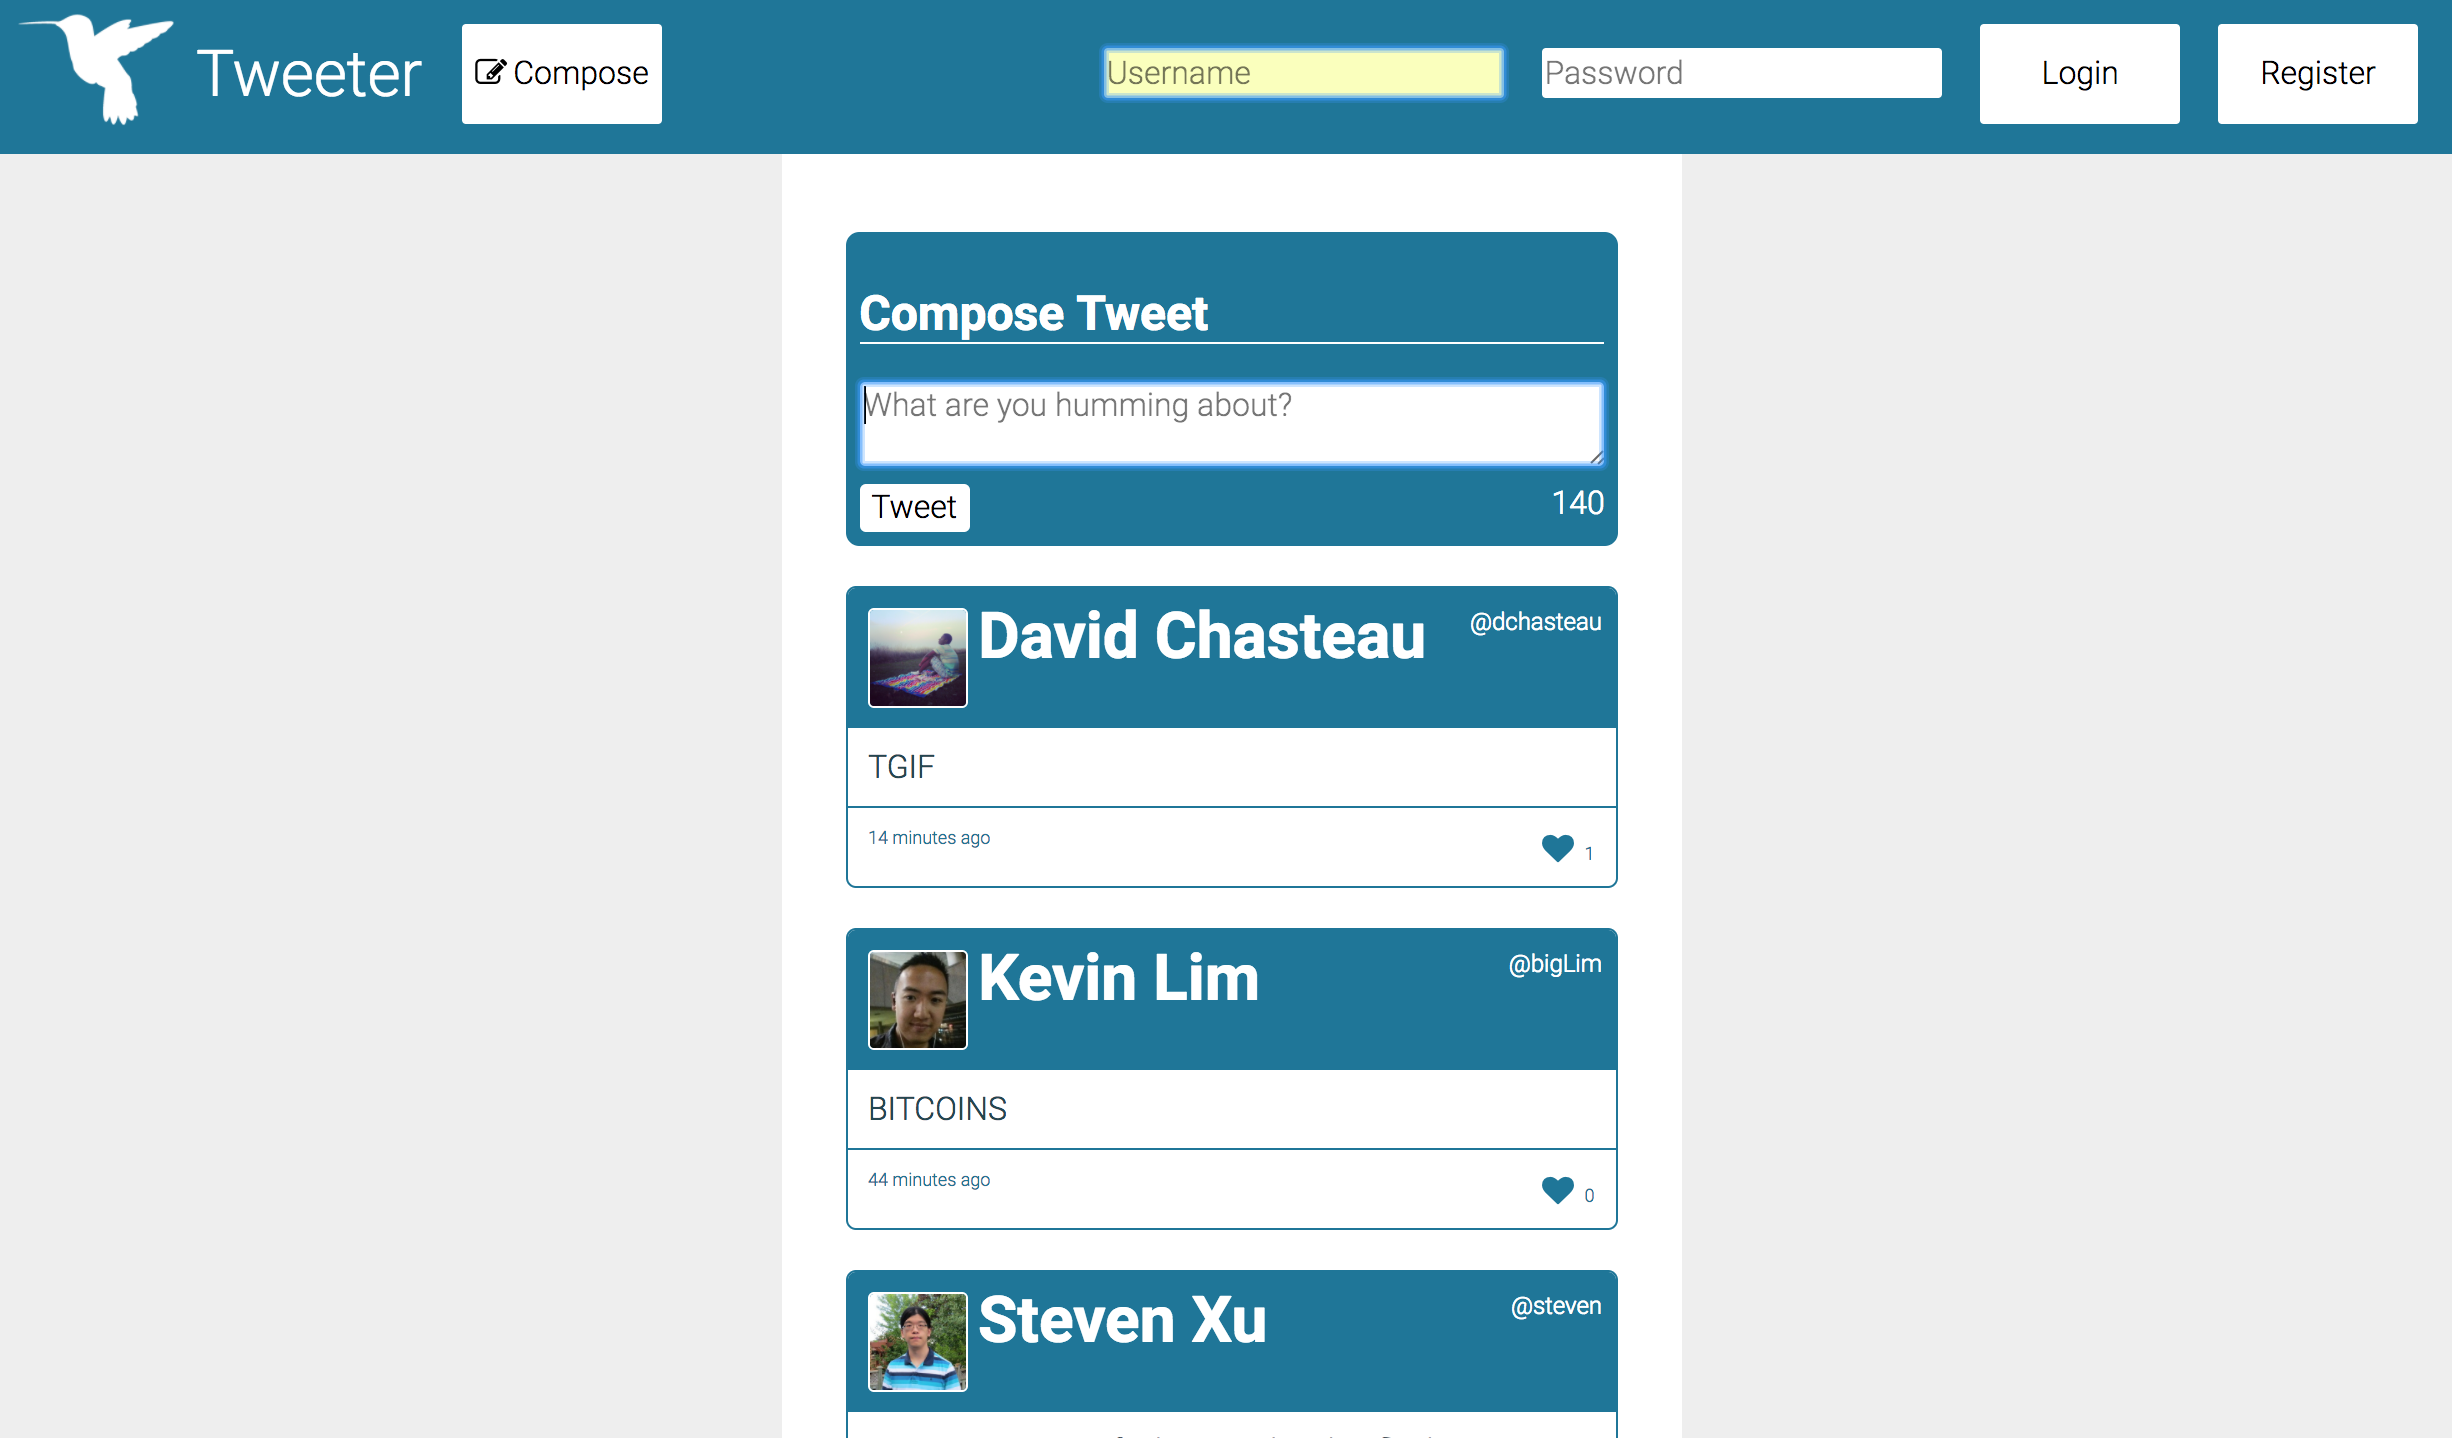 Tweeter
Compose
Username
Password
Login
Register
Compose Tweet
What are you humming about?
Tweet
140
David Chasteau
@dchasteau
TGIF
14 minutes ago
1
Kevin Lim
@bigLim
BITCOINS
44 minutes ago
0
Steven Xu
@steven